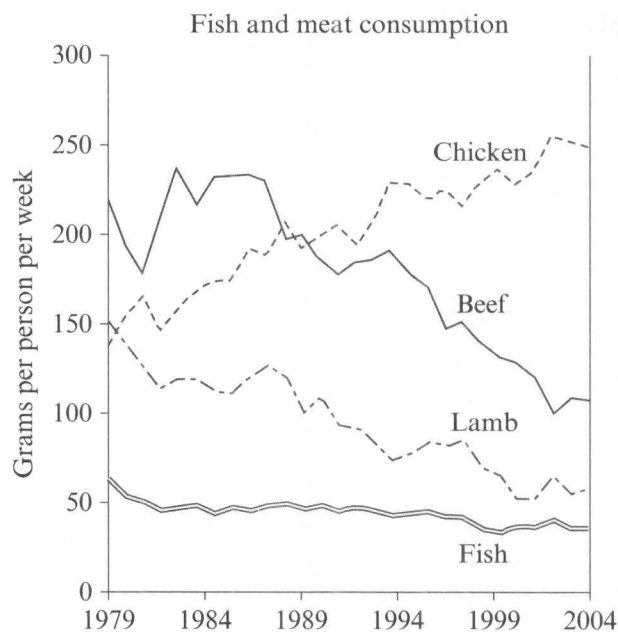 Fish and meat consumption
Grams per person per week
300
250
200
150
100
50
0
Chicken
Beef
Lamb
Fish
1979 1984 1989 1994 1999 2004